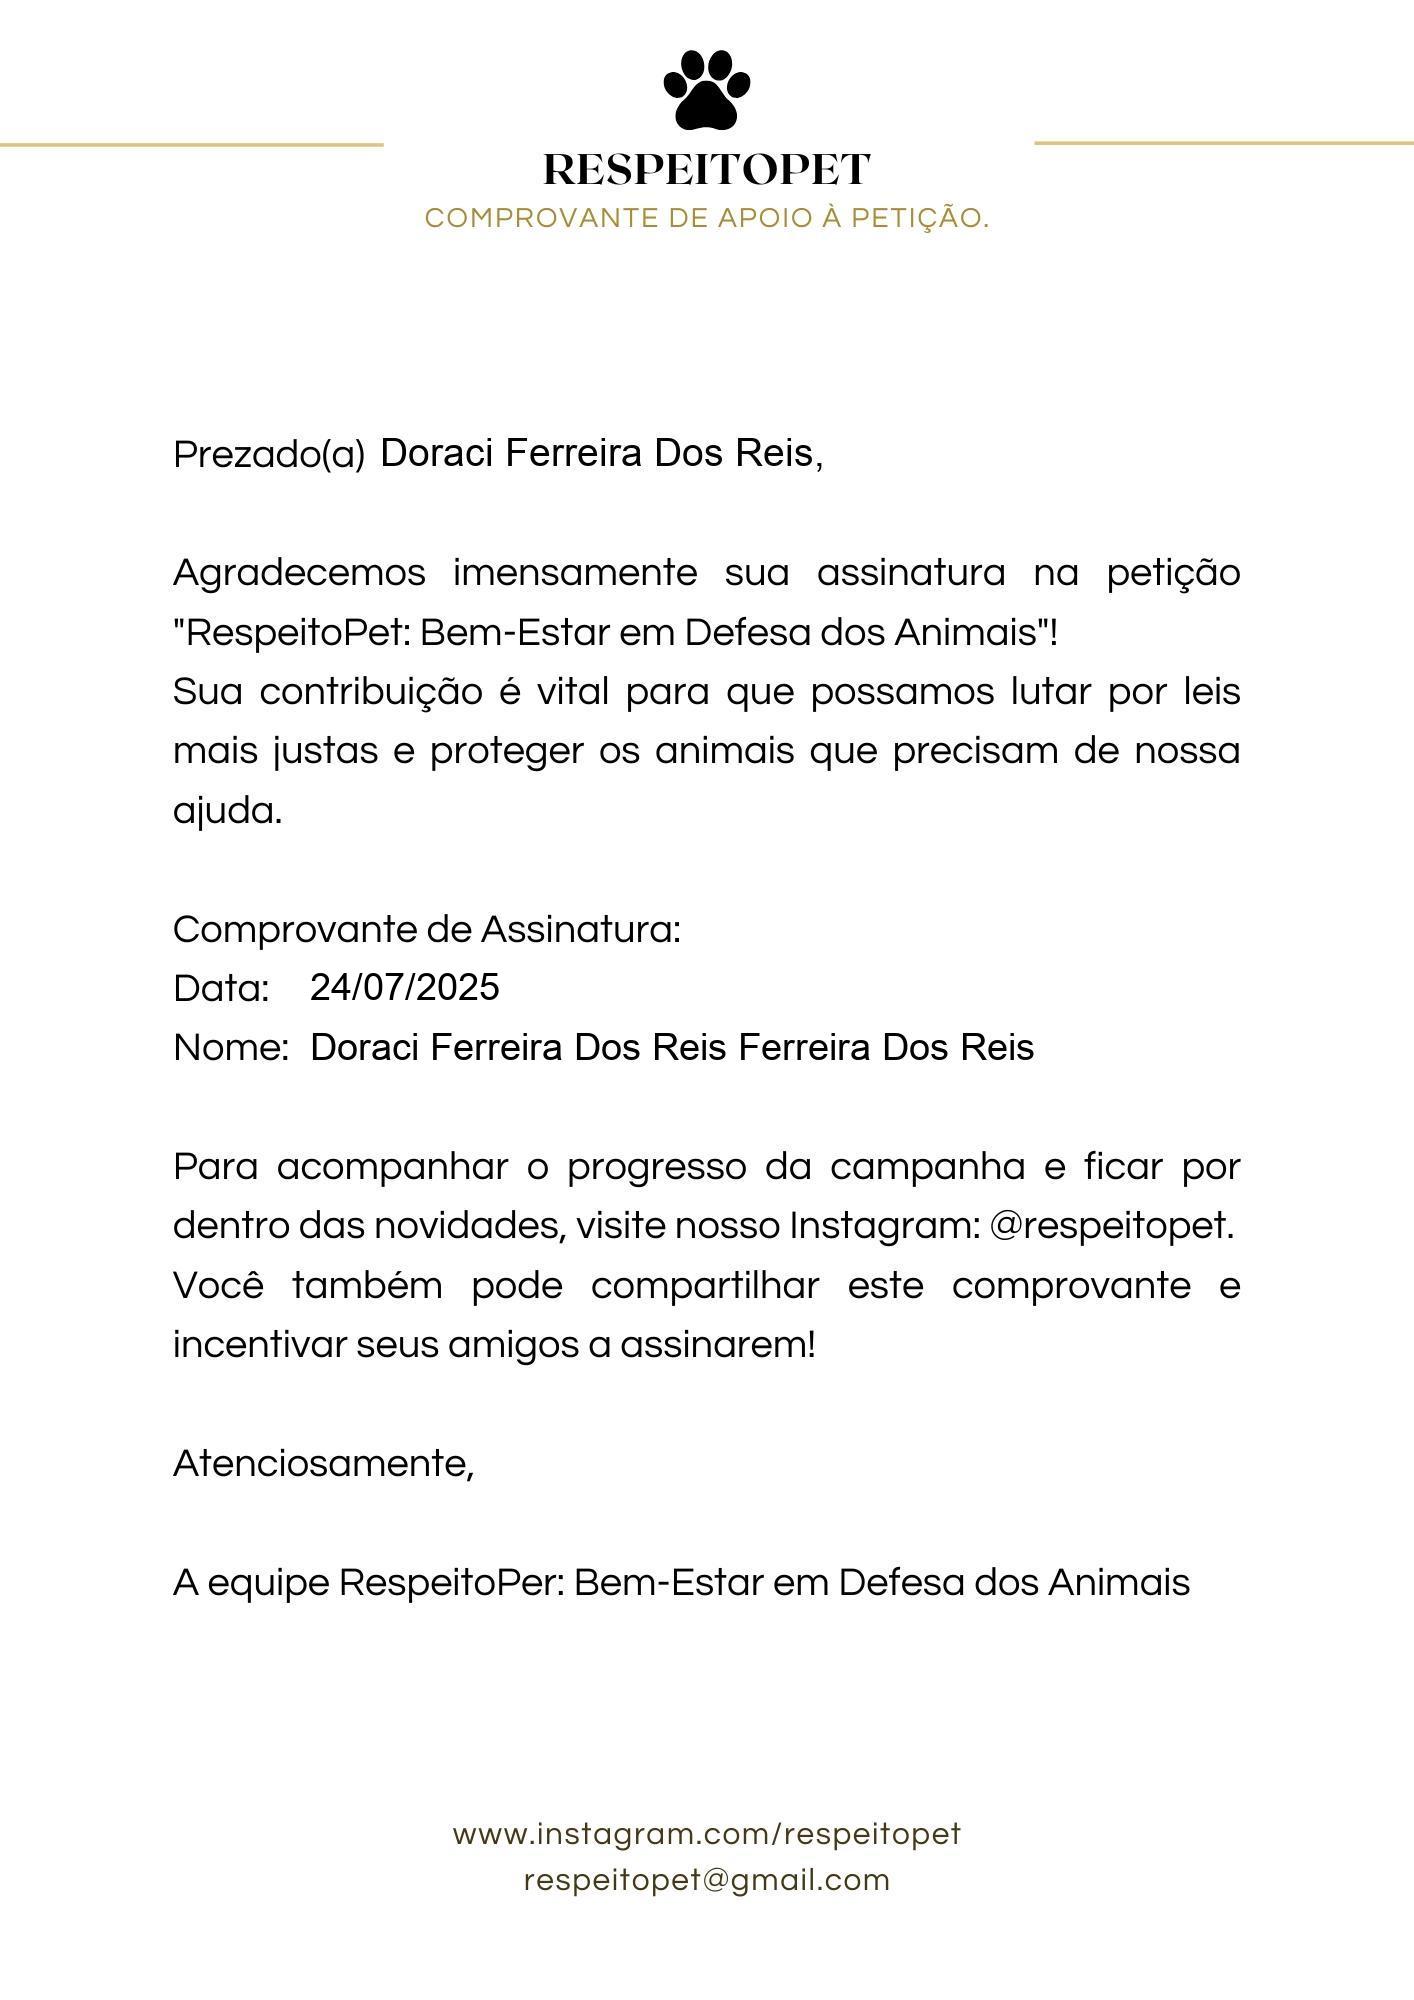 RESPEITOPET
COMPROVANTE DE APOIO À PETIÇÃO.
Prezado(a) Doraci Ferreira Dos Reis,
Agradecemos imensamente sua assinatura na petição
"RespeitoPet: Bem-Estar em Defesa dos Animais"!
Sua contribuição é vital para que possamos lutar por leis
mais justas e proteger os animais que precisam de nossa
ajuda.
Comprovante de Assinatura:
Data: 24/07/2025
Nome: Doraci Ferreira Dos Reis Ferreira Dos Reis
Para acompanhar o progresso da campanha e ficar por
dentro das novidades, visite nosso Instagram: @respeitopet.
Você também pode compartilhar este comprovante e
incentivar seus amigos a assinarem!
Atenciosamente,
A equipe RespeitoPer: Bem-Estar em Defesa dos Animais
www.instagram.com/respeitopet
respeitopet@gmail.com